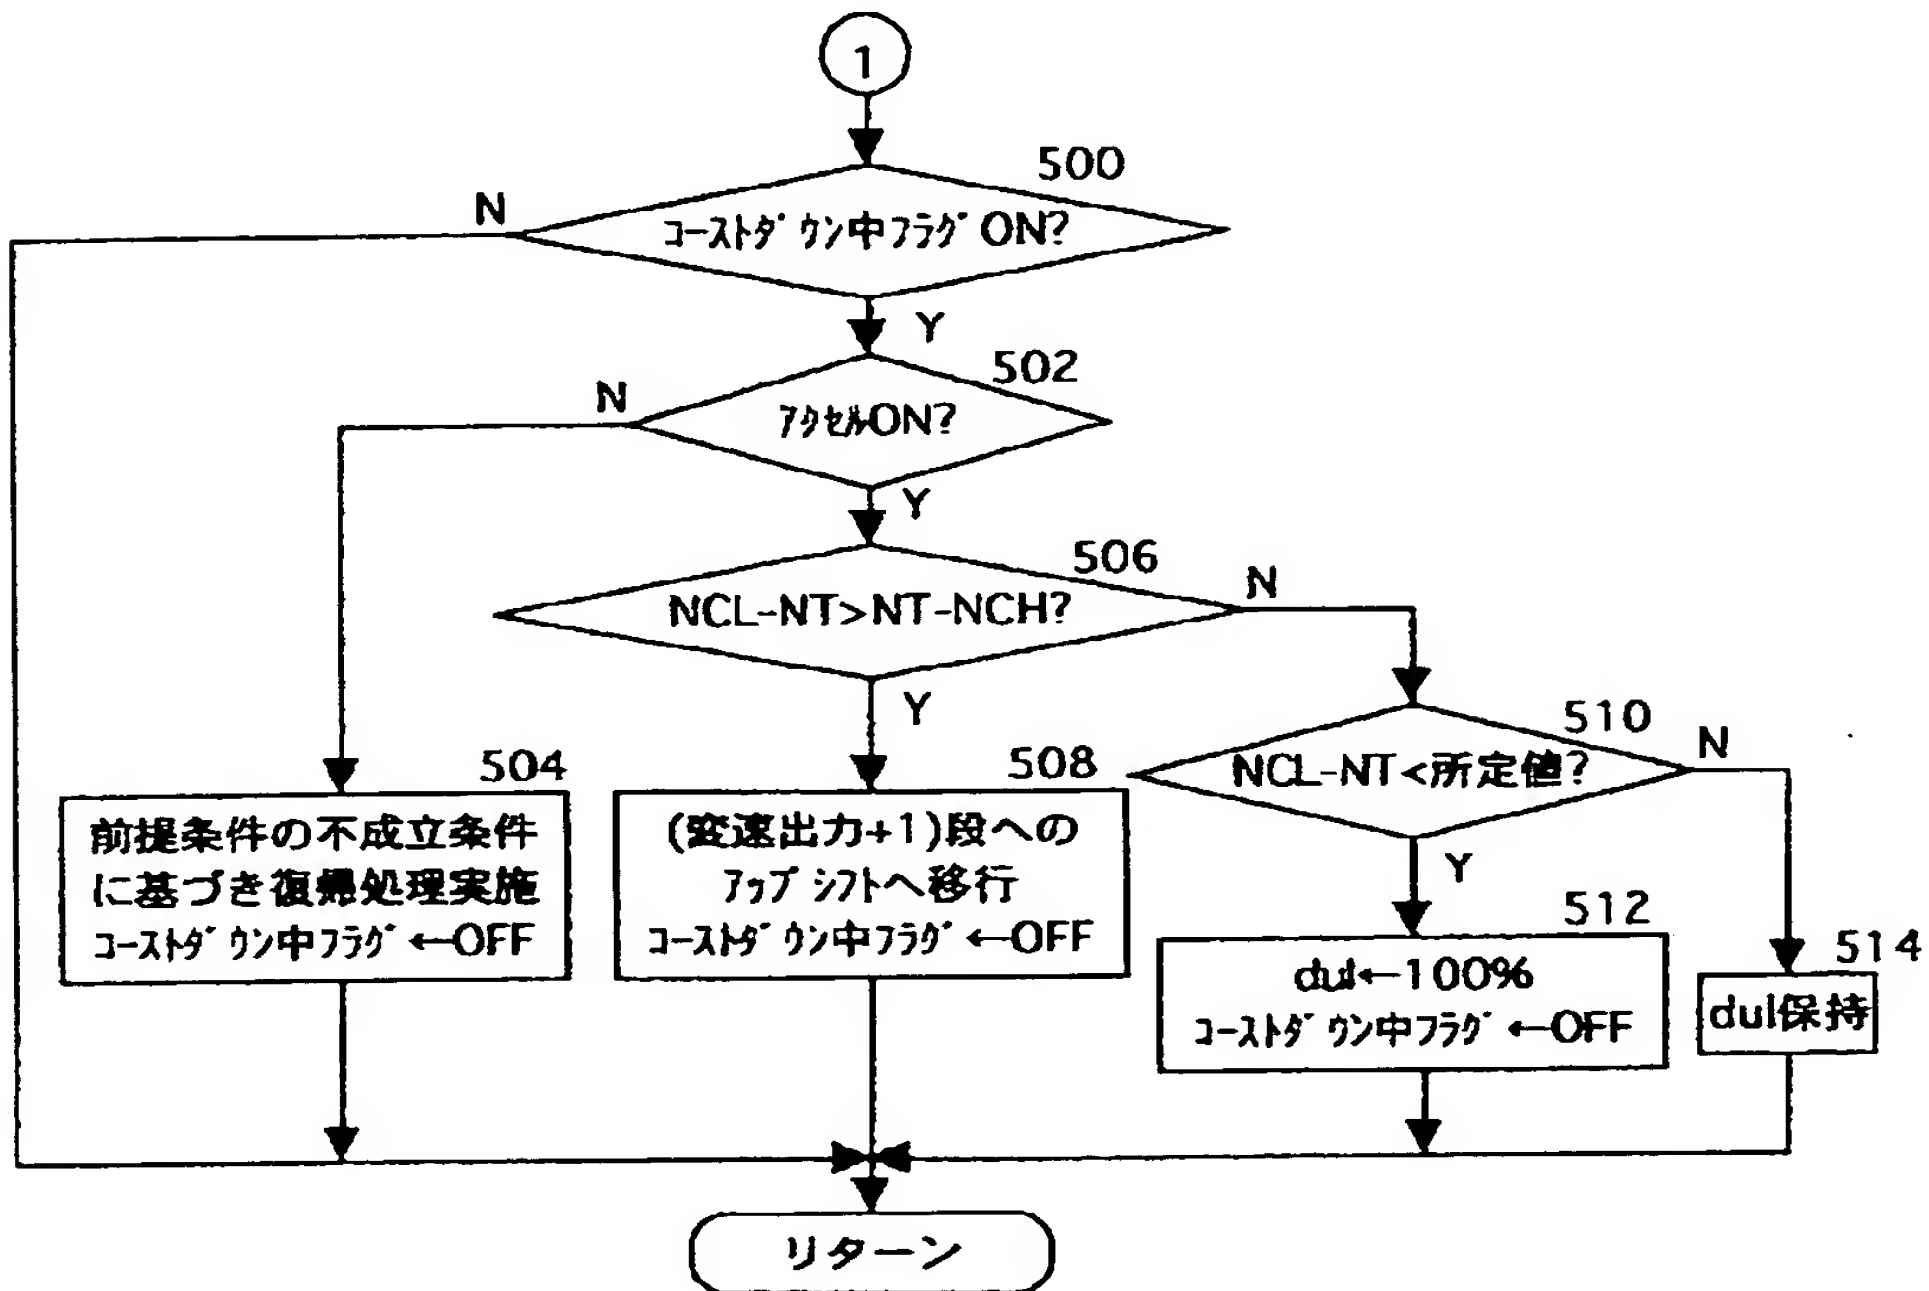 1
500
N
コーストダウン中フラグON?
Y
502
N
アクセルON?
Y
506
N
NCL-NT>NT-NCH?
Y
510
N
NCL-NT<所定値?
Y
504
前提条件の不成立条件
に基づき復帰処理実施
コーストダウン中フラグ←OFF
508
(変速出力+1)段への
アップシフトへ移行
コーストダウン中フラグ←OFF
512
dul←100%
コーストダウン中フラグ←OFF
514
dul保持
リターン